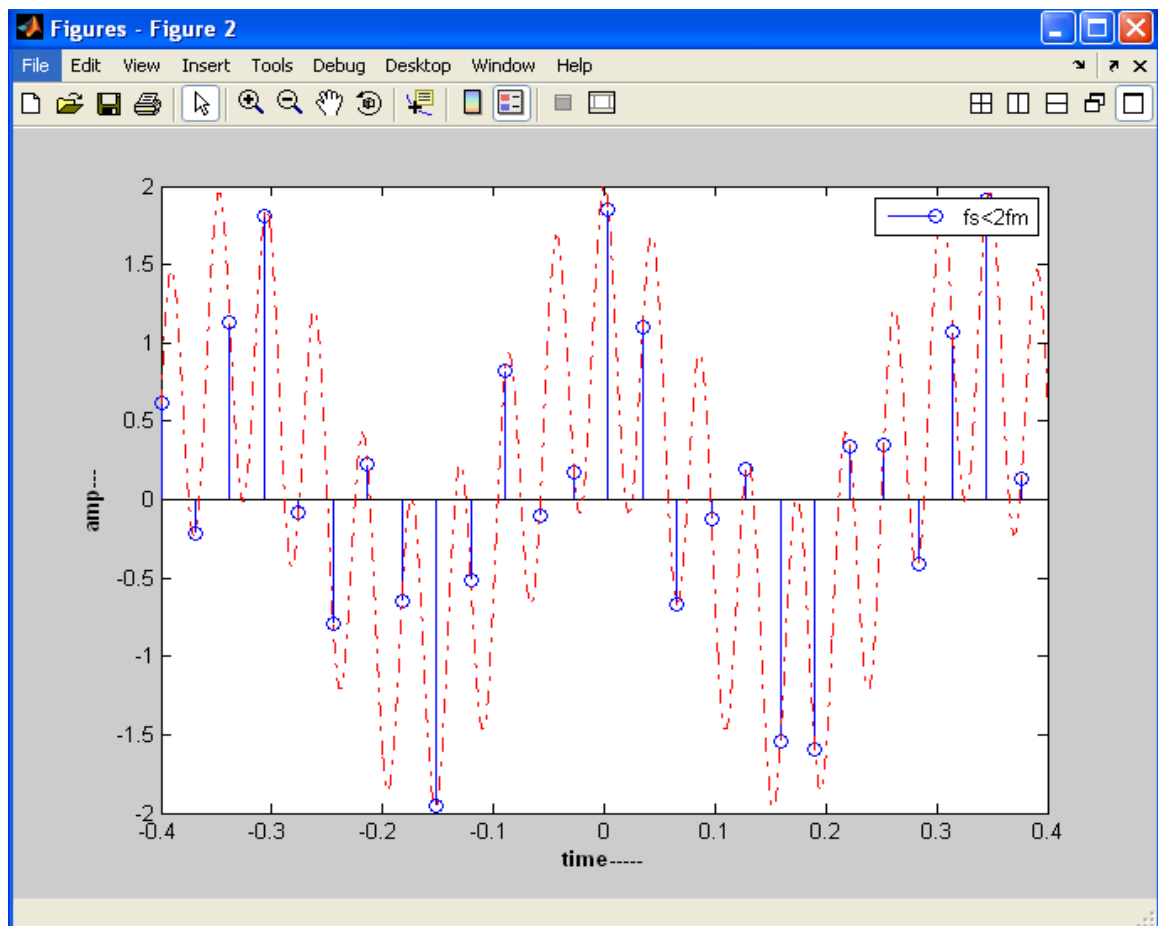 Figures - Figure 2
File Edit View Insert Tools Debug Desktop Window Help
fs<2fm
2
1.5
1
0.5
0
-0.5
-1
-1.5
-2
amp---
-0.4 -0.3 -0.2 -0.1 0 0.1 0.2 0.3 0.4
time-----